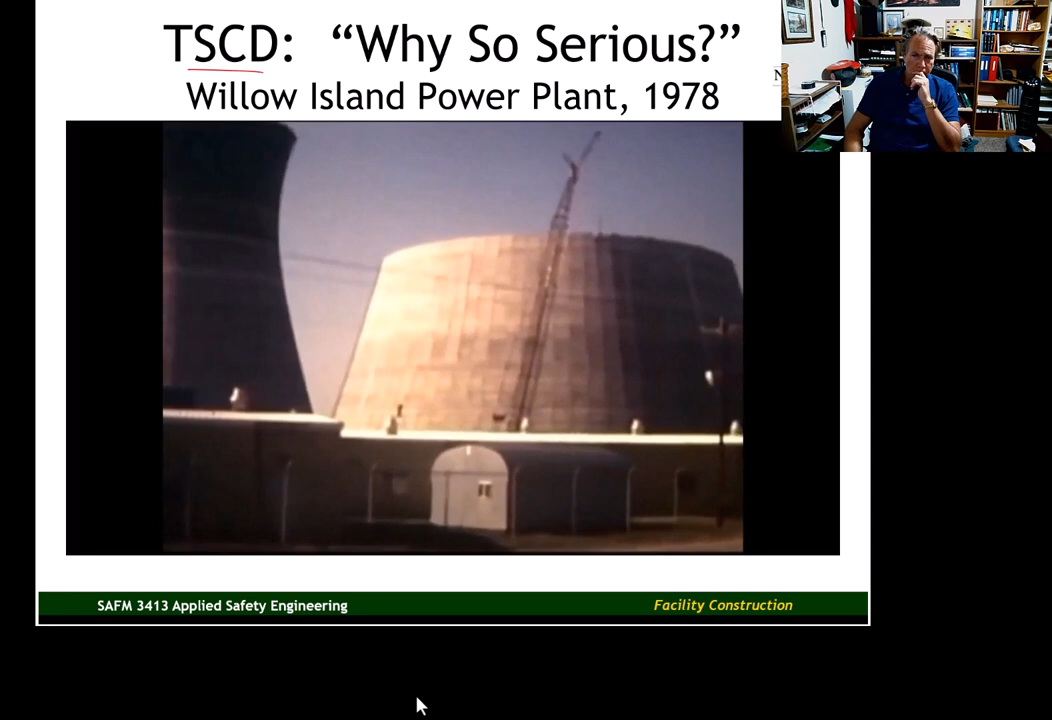 TSCD: “Why So Serious?”
Willow Island Power Plant, 1978
N
SAFM 3413 Applied Safety Engineering
Facility Construction